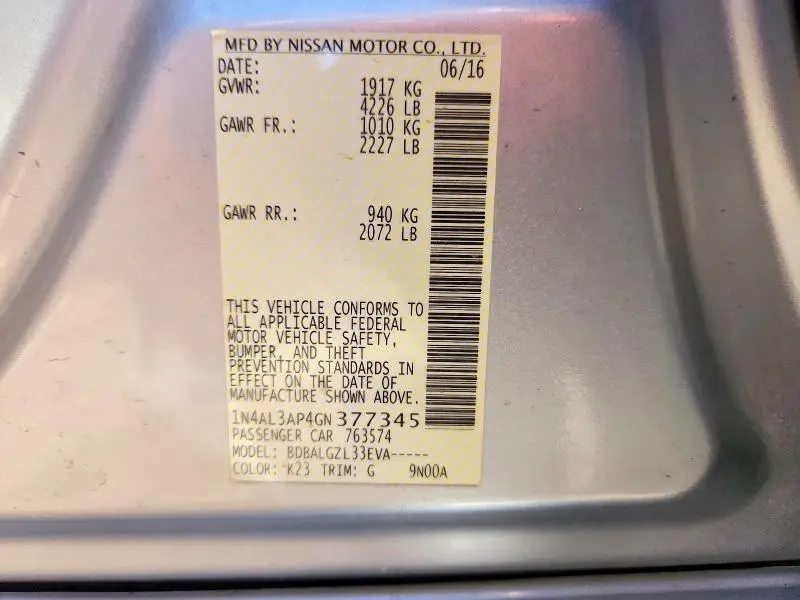 MFD BY NISSAN MOTOR CO., LTD.
DATE: 06/16
GVWR: 1917 KG
4226 LB
GAWR FR.: 1010 KG
2227 LB
GAWR RR.: 940 KG
2072 LB
THIS VEHICLE CONFORMS TO
ALL APPLICABLE FEDERAL
MOTOR VEHICLE SAFETY,
BUMPER, AND THEFT
PREVENTION STANDARDS IN
EFFECT ON THE DATE OF
MANUFACTURE SHOWN ABOVE.
1N4AL3AP4GN377345
PASSENGER CAR 763574
MODEL: BDBALGZL33EVA-----
COLOR: K23 TRIM: G 9N00A